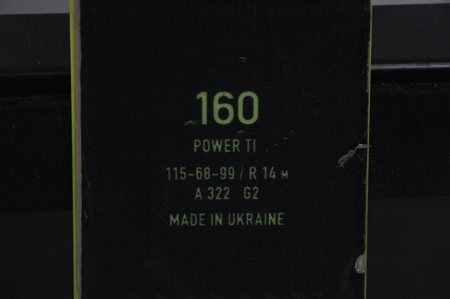 160
POWER TI
115-68-99 / R 14 M
A 322 G2
MADE IN UKRAINE